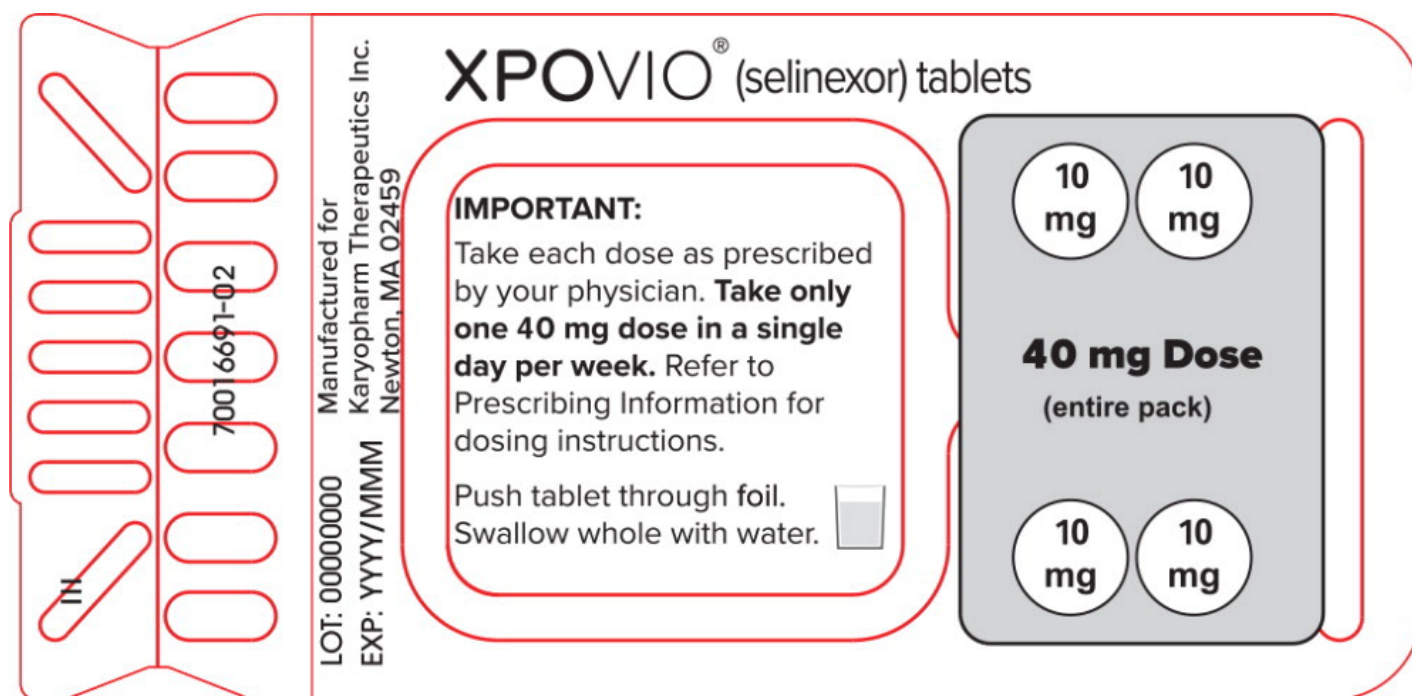 XPOVIO® (selinexor) tablets
IMPORTANT:
Take each dose as prescribed
by your physician. Take only
one 40 mg dose in a single
day per week. Refer to
Prescribing Information for
dosing instructions.
Push tablet through foil.
Swallow whole with water.
10 mg
10 mg
40 mg Dose
(entire pack)
10 mg
10 mg
Manufactured for
Karyopharm Therapeutics Inc.
Newton, MA 02459
LOT: 00000000
EXP: YYYY/MMM
70016691-02
III